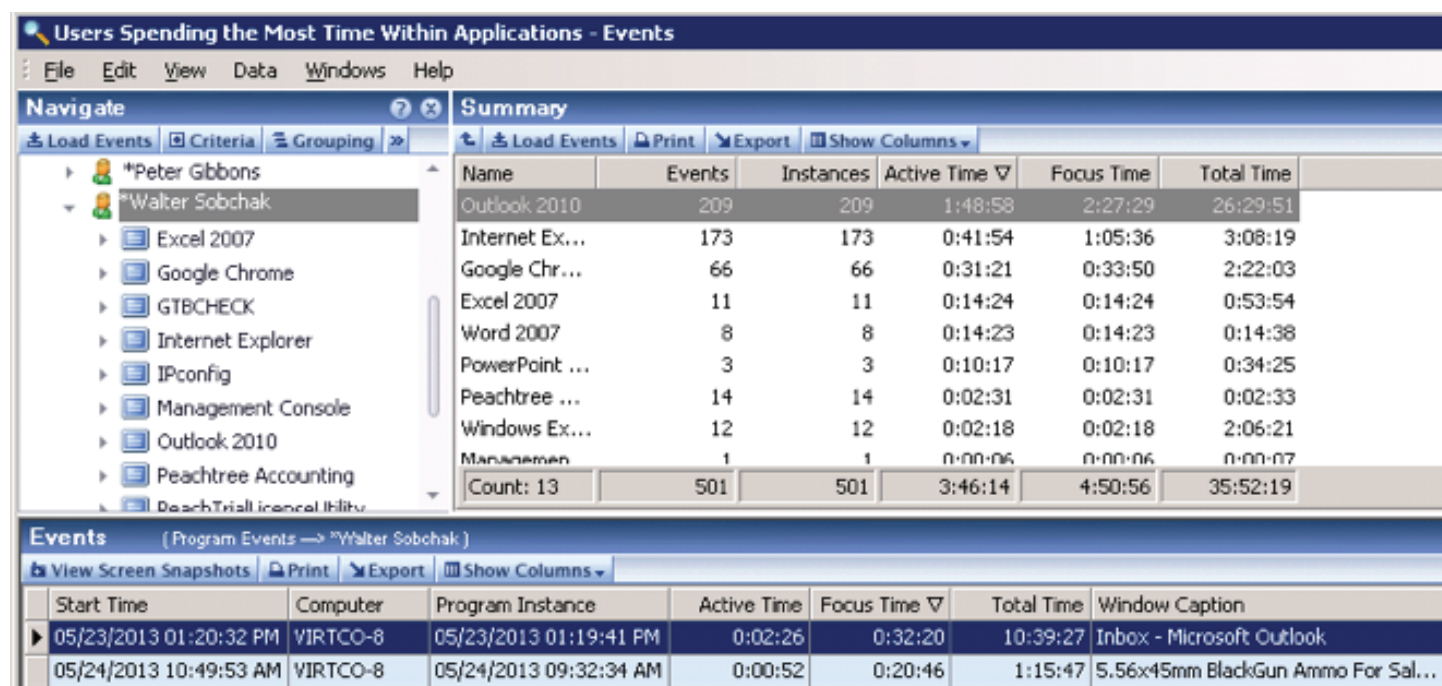 Users Spending the Most Time Within Applications - Events
File Edit View Data Windows Help
Navigate
Load Events Criteria Grouping »
*Peter Gibbons
*Walter Sobchak
Excel 2007
Google Chrome
GTBCHECK
Internet Explorer
IPconfig
Management Console
Outlook 2010
Peachtree Accounting
PeachTrialLicenceUtility
Summary
Load Events Print Export Show Columns
Name Events Instances Active Time Focus Time Total Time
Outlook 2010 209 209 1:48:58 2:27:29 26:29:51
Internet Ex... 173 173 0:41:54 1:05:36 3:08:19
Google Chr... 66 66 0:31:21 0:33:50 2:22:03
Excel 2007 11 11 0:14:24 0:14:24 0:53:54
Word 2007 8 8 0:14:23 0:14:23 0:14:38
PowerPoint ... 3 3 0:10:17 0:10:17 0:34:25
Peachtree ... 14 14 0:02:31 0:02:31 0:02:33
Windows Ex... 12 12 0:02:18 0:02:18 2:06:21
Managemen 1 1 0:00:06 0:00:06 0:00:07
Count: 13 501 501 3:46:14 4:50:56 35:52:19
Events (Program Events —> *Walter Sobchak)
View Screen Snapshots Print Export Show Columns
Start Time Computer Program Instance Active Time Focus Time Total Time Window Caption
05/23/2013 01:20:32 PM VIRTCO-8 05/23/2013 01:19:41 PM 0:02:26 0:32:20 10:39:27 Inbox - Microsoft Outlook
05/24/2013 10:49:53 AM VIRTCO-8 05/24/2013 09:32:34 AM 0:00:52 0:20:46 1:15:47 5.56x45mm BlackGun Ammo For Sal...